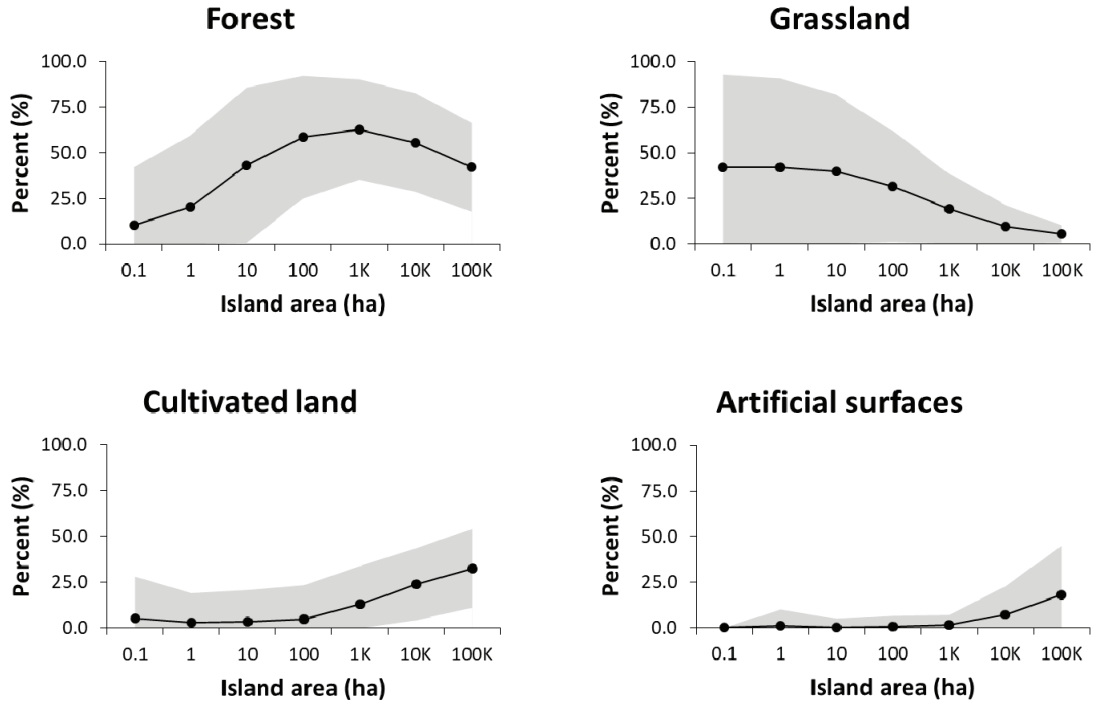 Forest
Percent (%)
100.0
75.0
50.0
25.0
0.0
0.1 1 10 100 1K 10K 100K
Island area (ha)
Grassland
Percent (%)
100.0
75.0
50.0
25.0
0.0
0.1 1 10 100 1K 10K 100K
Island area (ha)
Cultivated land
Percent (%)
100.0
75.0
50.0
25.0
0.0
0.1 1 10 100 1K 10K 100K
Island area (ha)
Artificial surfaces
Percent (%)
100.0
75.0
50.0
25.0
0.0
0.1 1 10 100 1K 10K 100K
Island area (ha)